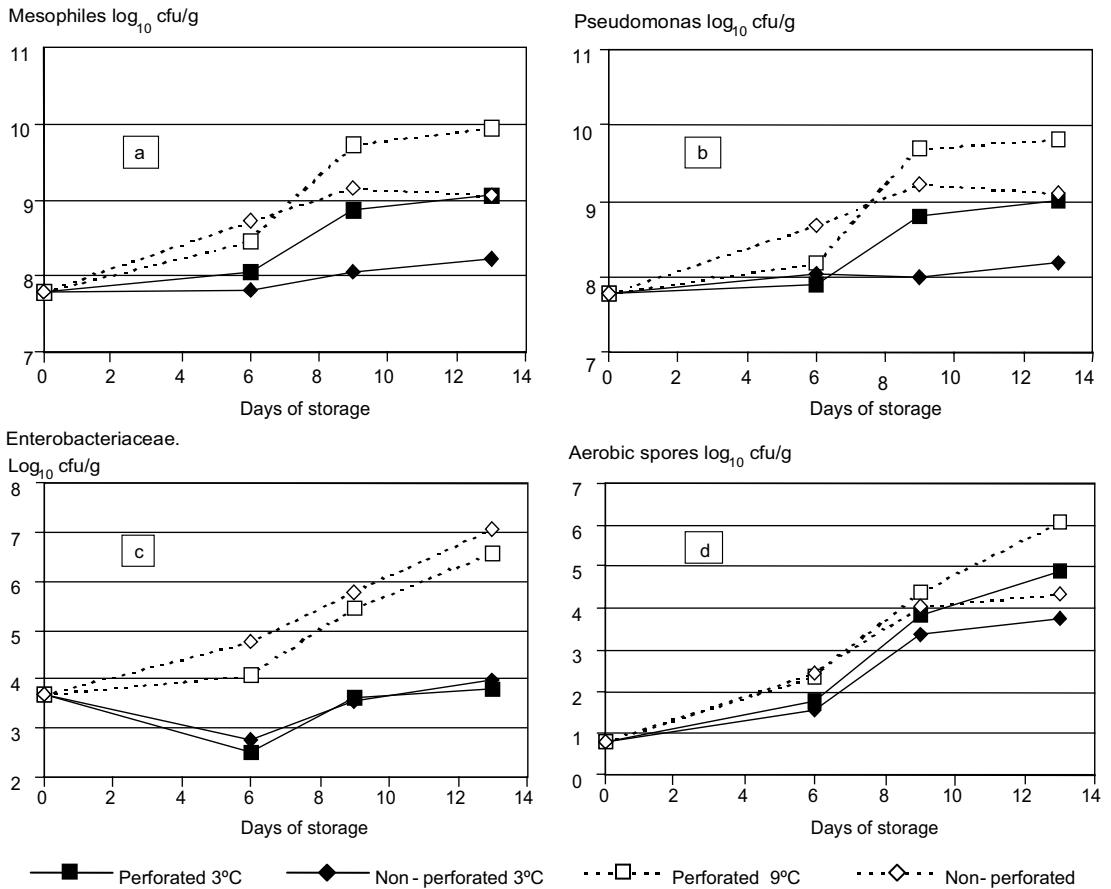 Mesophiles log10 cfu/g
11
10
9
8
7
a
0 2 4 6 8 10 12 14
Days of storage
Pseudomonas log10 cfu/g
11
10
9
8
7
b
0 2 4 6 8 10 12 14
Days of storage
Enterobacteriaceae.
Log10 cfu/g
8
7
6
5
4
3
2
c
0 2 4 6 8 10 12 14
Days of storage
Aerobic spores log10 cfu/g
7
6
5
4
3
2
1
0
d
0 2 4 6 8 10 12 14
Days of storage
Perforated 3ºC Non - perforated 3ºC Perforated 9ºC Non - perforated